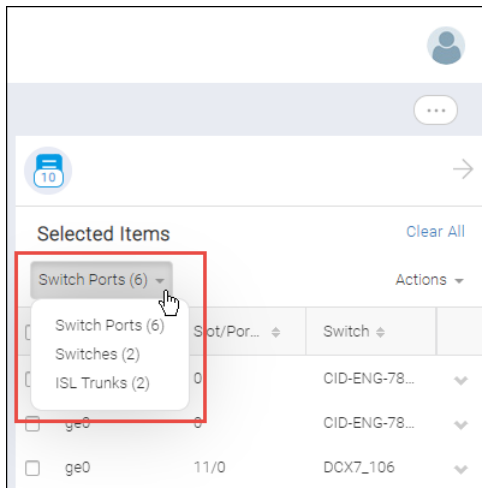 10
Selected Items Clear All
Switch Ports (6) Actions
Switch Ports (6)
Switches (2)
ISL Trunks (2)
Slot/Por... Switch
0 CID-ENG-78...
ge0 0 CID-ENG-78...
ge0 11/0 DCX7_106